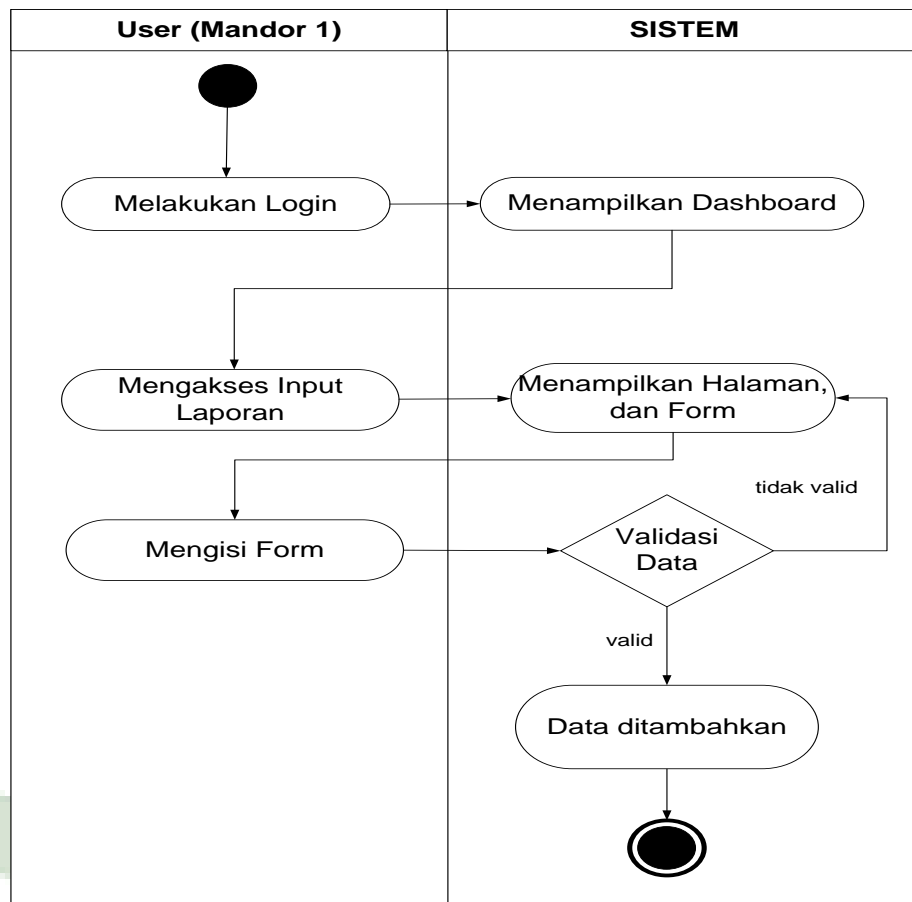 User (Mandor 1)
SISTEM
Melakukan Login
Menampilkan Dashboard
Mengakses Input
Laporan
Menampilkan Halaman,
dan Form
tidak valid
Mengisi Form
Validasi
Data
valid
Data ditambahkan